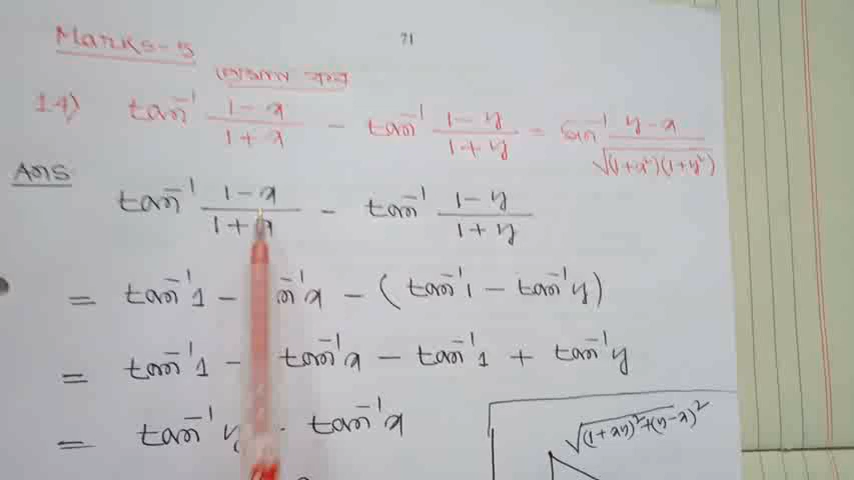 Marks-5
21
প্রমাণ করো
14) tan⁻¹ (1-x)/(1+x) - tan⁻¹ (1-y)/(1+y) = sin⁻¹ (y-x)/√((1+x²)(1+y²))
Ans
tan⁻¹ (1-x)/(1+x) - tan⁻¹ (1-y)/(1+y)
= tan⁻¹1 - tan⁻¹x - (tan⁻¹1 - tan⁻¹y)
= tan⁻¹1 - tan⁻¹x - tan⁻¹1 + tan⁻¹y
= tan⁻¹y - tan⁻¹x
√(1+xy)²+(y-x)²